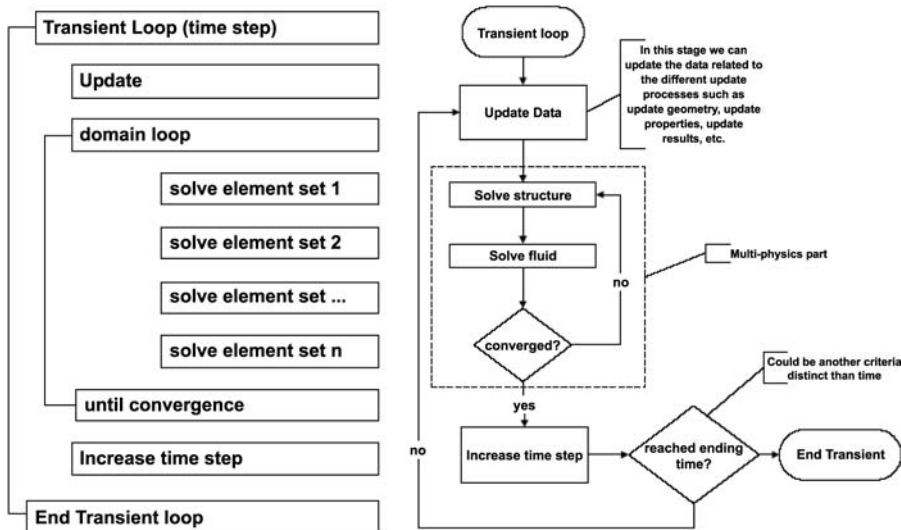 Transient Loop (time step)
Update
domain loop
solve element set 1
solve element set 2
solve element set ...
solve element set n
until convergence
Increase time step
End Transient loop
Transient loop
Update Data
In this stage we can
update the data related to
the different update
processes such as
update geometry, update
properties, update
results, etc.
Solve structure
Solve fluid
no
Multi-physics part
converged?
yes
Could be another criteria
distinct than time
no
Increase time step
reached ending
time?
End Transient